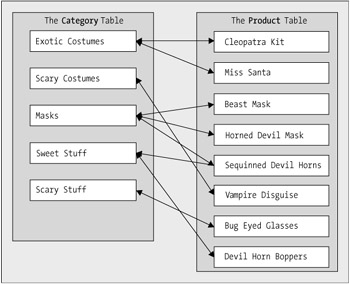 The Category Table
Exotic Costumes
Scary Costumes
Masks
Sweet Stuff
Scary Stuff
The Product Table
Cleopatra Kit
Miss Santa
Beast Mask
Horned Devil Mask
Sequinned Devil Horns
Vampire Disguise
Bug Eyed Glasses
Devil Horn Boppers